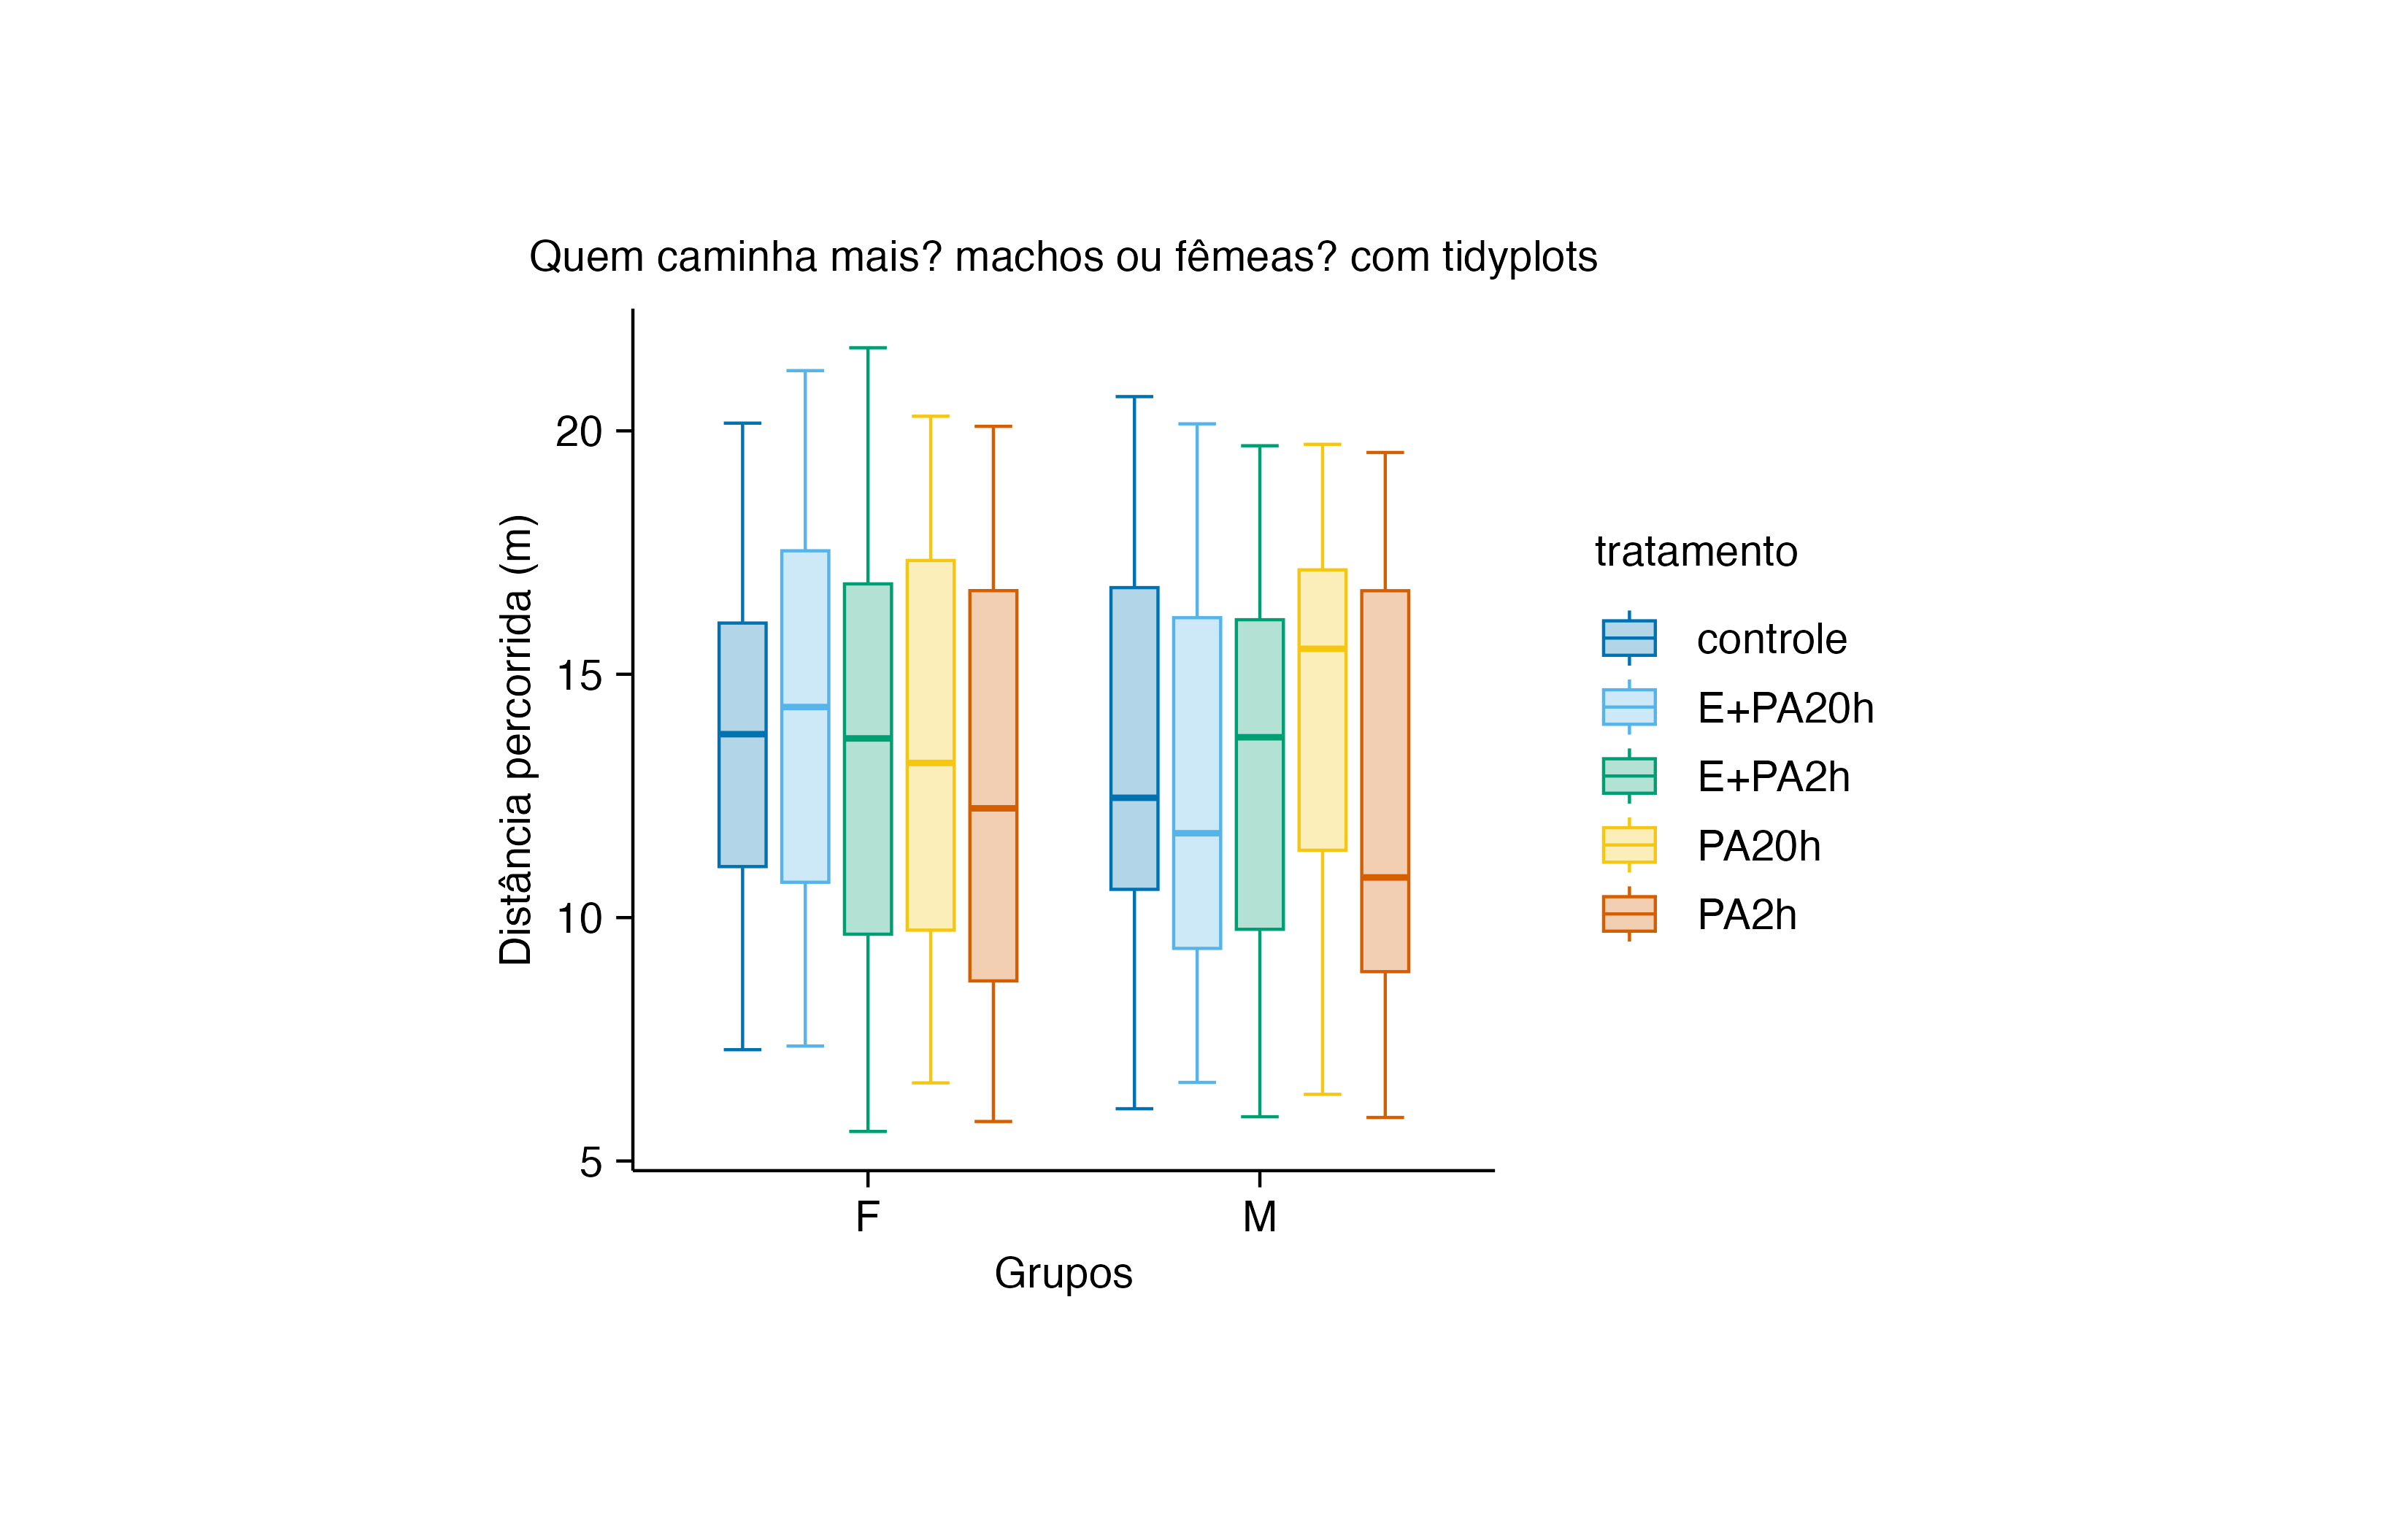 Quem caminha mais? machos ou fêmeas? com tidyplots
Distância percorrida (m)
20
15
10
5
F
M
Grupos
tratamento
controle
E+PA20h
E+PA2h
PA20h
PA2h